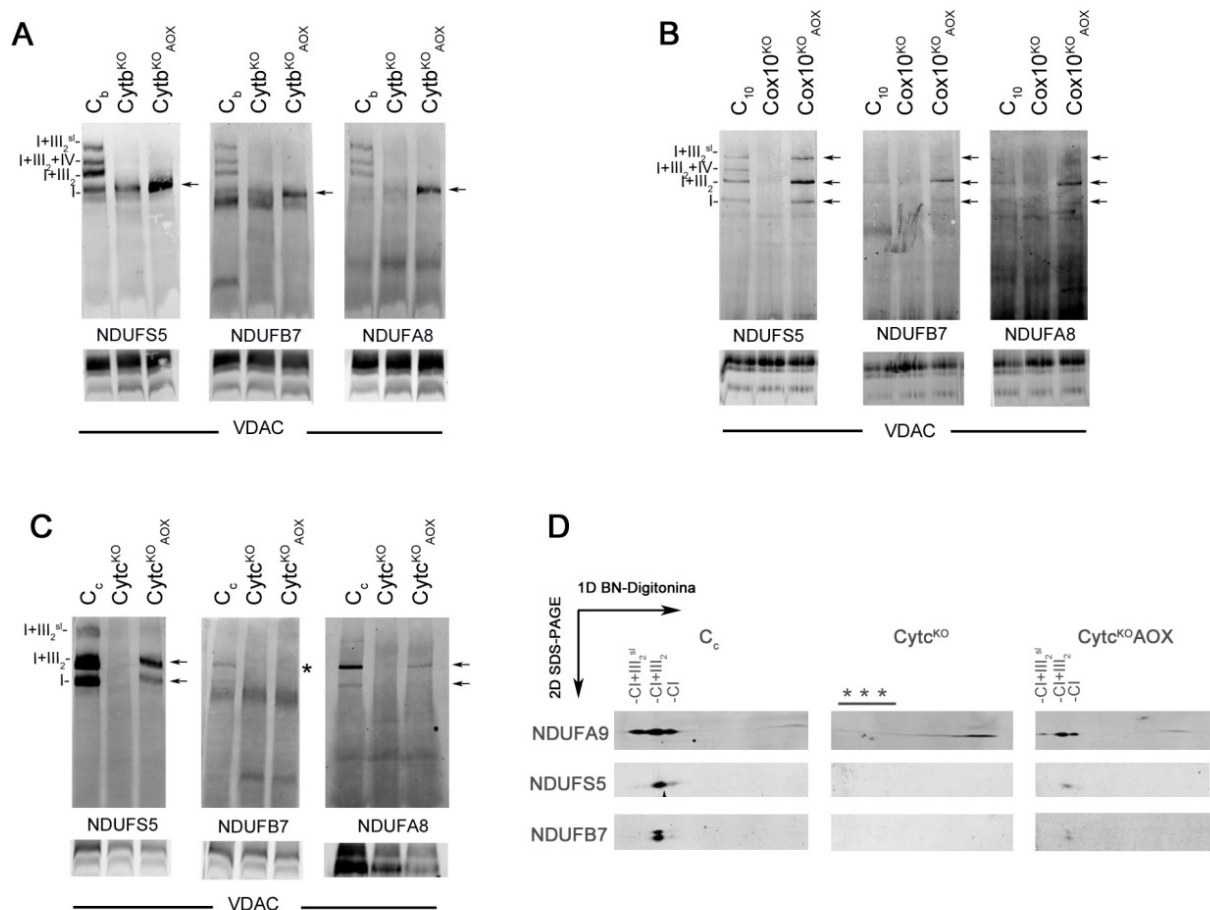 A
C_b Cytb^KO Cytb^KO_AOX
C_b Cytb^KO Cytb^KO_AOX
C_b Cytb^KO Cytb^KO_AOX
I+III_2^sl-
I+III_2+IV-
I+III_2-
I-
NDUFS5 NDUFB7 NDUFA8
VDAC
B
C_10 Cox10^KO Cox10^KO_AOX
C_10 Cox10^KO Cox10^KO_AOX
C_10 Cox10^KO Cox10^KO_AOX
I+III_2^sl-
I+III_2+IV-
I+III_2-
I-
NDUFS5 NDUFB7 NDUFA8
VDAC
C
C_c Cytc^KO Cytc^KO_AOX
C_c Cytc^KO Cytc^KO_AOX
C_c Cytc^KO Cytc^KO_AOX
I+III_2^sl-
I+III_2-
*
I-
NDUFS5 NDUFB7 NDUFA8
VDAC
D
1D BN-Digitonina
2D SDS-PAGE
C_c Cytc^KO Cytc^KOAOX
-CI+III_2^sl
-CI+III_2
-CI
* * *
-CI+III_2^sl
-CI+III_2
-CI
NDUFA9
NDUFS5
NDUFB7